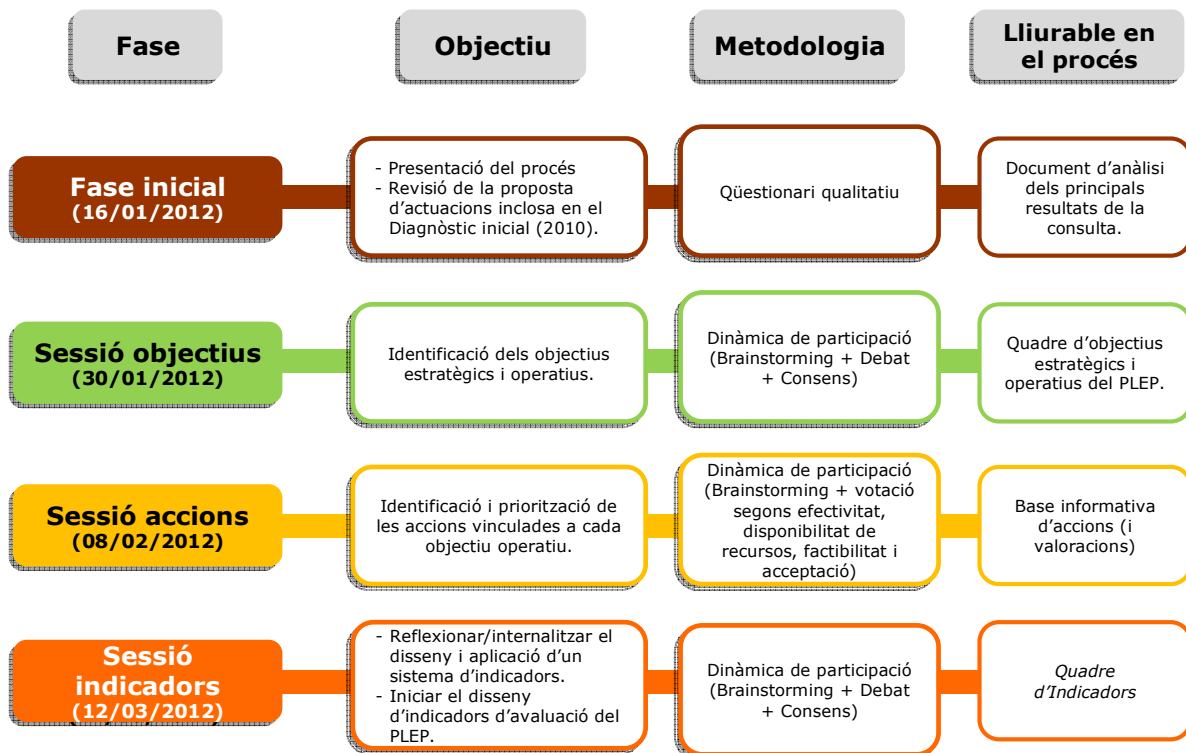 Fase
Objectiu
Metodologia
Lliurable en
el procés
Fase inicial
(16/01/2012)
- Presentació del procés
- Revisió de la proposta
d’actuacions inclosa en el
Diagnòstic inicial (2010).
Qüestionari qualitatiu
Document d’anàlisi
dels principals
resultats de la
consulta.
Sessió objectius
(30/01/2012)
Identificació dels objectius
estratègics i operatius.
Dinàmica de participació
(Brainstorming + Debat
+ Consens)
Quadre d’objectius
estratègics i
operatius del PLEP.
Sessió accions
(08/02/2012)
Identificació i priorització de
les accions vinculades a cada
objectiu operatiu.
Dinàmica de participació
(Brainstorming + votació
segons efectivitat,
disponibilitat de
recursos, factibilitat i
acceptació)
Base informativa
d’accions (i
valoracions)
Sessió
indicadors
(12/03/2012)
- Reflexionar/internalitzar el
disseny i aplicació d’un
sistema d’indicadors.
- Iniciar el disseny
d’indicadors d’avaluació del
PLEP.
Dinàmica de participació
(Brainstorming + Debat
+ Consens)
Quadre
d’Indicadors